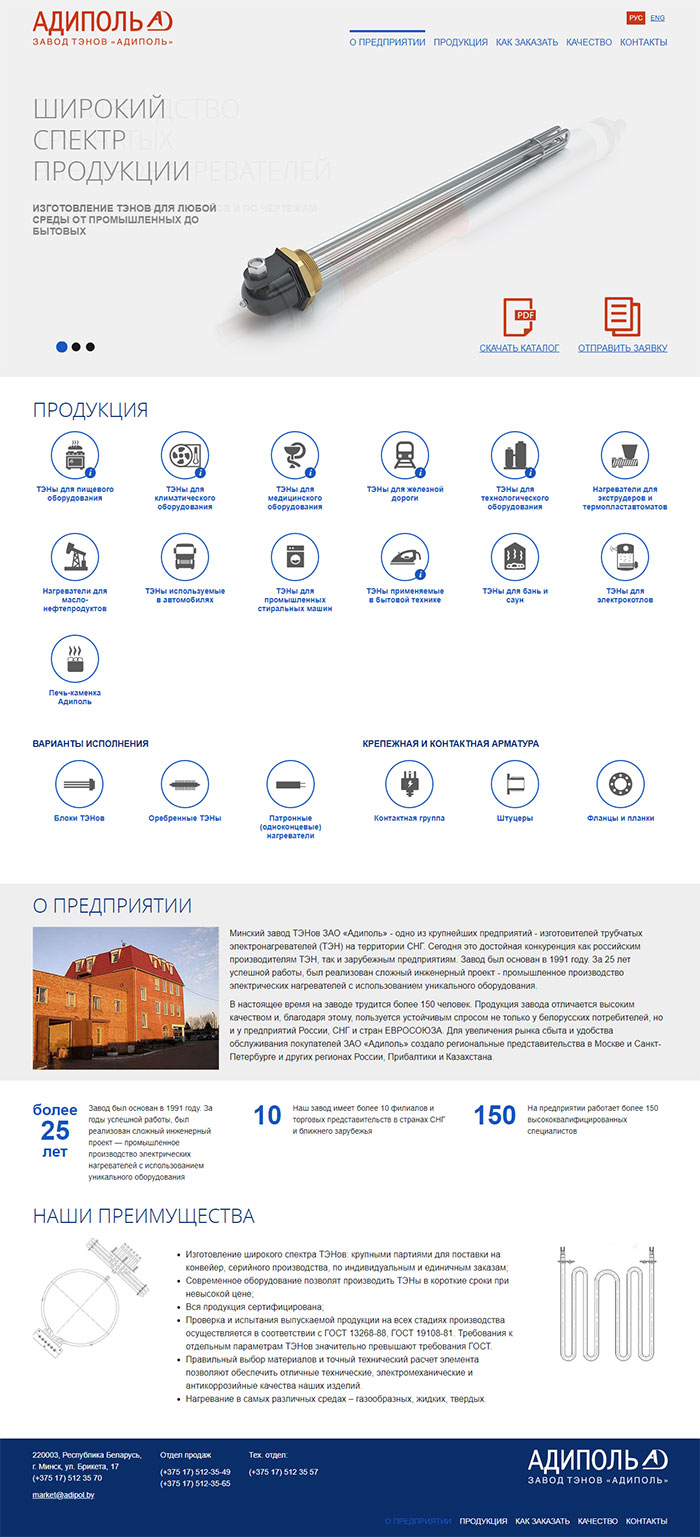 АДИПОЛЬ
ЗАВОД ТЭНОВ «АДИПОЛЬ»
РУС ENG
О ПРЕДПРИЯТИИ ПРОДУКЦИЯ КАК ЗАКАЗАТЬ КАЧЕСТВО КОНТАКТЫ
ШИРОКИЙ
СПЕКТР
ПРОДУКЦИИ
ИЗГОТОВЛЕНИЕ ТЭНОВ ДЛЯ ЛЮБОЙ
СРЕДЫ ОТ ПРОМЫШЛЕННЫХ ДО
БЫТОВЫХ
PDF
СКАЧАТЬ КАТАЛОГ ОТПРАВИТЬ ЗАЯВКУ
ПРОДУКЦИЯ
ТЭНы для пищевого
оборудования
ТЭНы для
климатического
оборудования
ТЭНы для
медицинского
оборудования
ТЭНы для железной
дороги
ТЭНы для
технологического
оборудования
Нагреватели для
экструдеров и
термопластавтоматов
Нагреватели для
масло-
нефтепродуктов
ТЭНы используемые
в автомобилях
ТЭНы для
промышленных
стиральных машин
ТЭНы применяемые
в бытовой технике
ТЭНы для бань и
саун
ТЭНы для
электрокотлов
Печь-каменка
Адиполь
ВАРИАНТЫ ИСПОЛНЕНИЯ
Блоки ТЭНов
Оребренные ТЭНы
Патронные
(одноконцевые)
нагреватели
КРЕПЕЖНАЯ И КОНТАКТНАЯ АРМАТУРА
Контактная группа
Штуцеры
Фланцы и планки
О ПРЕДПРИЯТИИ
Минский завод ТЭНов ЗАО «Адиполь» - одно из крупнейших предприятий - изготовителей трубчатых
электронагревателей (ТЭН) на территории СНГ. Сегодня это достойная конкуренция как российским
производителям ТЭН, так и зарубежным предприятиям. Завод был основан в 1991 году. За 25 лет
успешной работы, был реализован сложный инженерный проект - промышленное производство
электрических нагревателей с использованием уникального оборудования.
В настоящее время на заводе трудится более 150 человек. Продукция завода отличается высоким
качеством и, благодаря этому, пользуется устойчивым спросом не только у белорусских потребителей, но
и у предприятий России, СНГ и стран ЕВРОСОЮЗА. Для увеличения рынка сбыта и удобства
обслуживания покупателей ЗАО «Адиполь» создало региональные представительства в Москве и Санкт-
Петербурге и других регионах России, Прибалтики и Казахстана.
более
25
лет
Завод был основан в 1991 году. За
годы успешной работы, был
реализован сложный инженерный
проект — промышленное
производство электрических
нагревателей с использованием
уникального оборудования
10
Наш завод имеет более 10 филиалов и
торговых представительств в странах СНГ
и ближнего зарубежья
150
На предприятии работает более 150
высококвалифицированных
специалистов
НАШИ ПРЕИМУЩЕСТВА
Изготовление широкого спектра ТЭНов: крупными партиями для поставки на
конвейер, серийного производства, по индивидуальным и единичным заказам;
Современное оборудование позволят производить ТЭНы в короткие сроки при
невысокой цене;
Вся продукция сертифицирована;
Проверка и испытания выпускаемой продукции на всех стадиях производства
осуществляется в соответствии с ГОСТ 13268-88, ГОСТ 19108-81. Требования к
отдельным параметрам ТЭНов значительно превышают требования ГОСТ.
Правильный выбор материалов и точный технический расчет элемента
позволяют обеспечить отличные технические, электромеханические и
антикоррозийные качества наших изделий.
Нагревание в самых различных средах – газообразных, жидких, твердых.
220003, Республика Беларусь,
г. Минск, ул. Брикета, 17
(+375 17) 512 35 70
market@adipol.by
Отдел продаж
(+375 17) 512-35-49
(+375 17) 512-35-65
Тех. отдел:
(+375 17) 512 35 57
АДИПОЛЬ
ЗАВОД ТЭНОВ «АДИПОЛЬ»
О ПРЕДПРИЯТИИ ПРОДУКЦИЯ КАК ЗАКАЗАТЬ КАЧЕСТВО КОНТАКТЫ